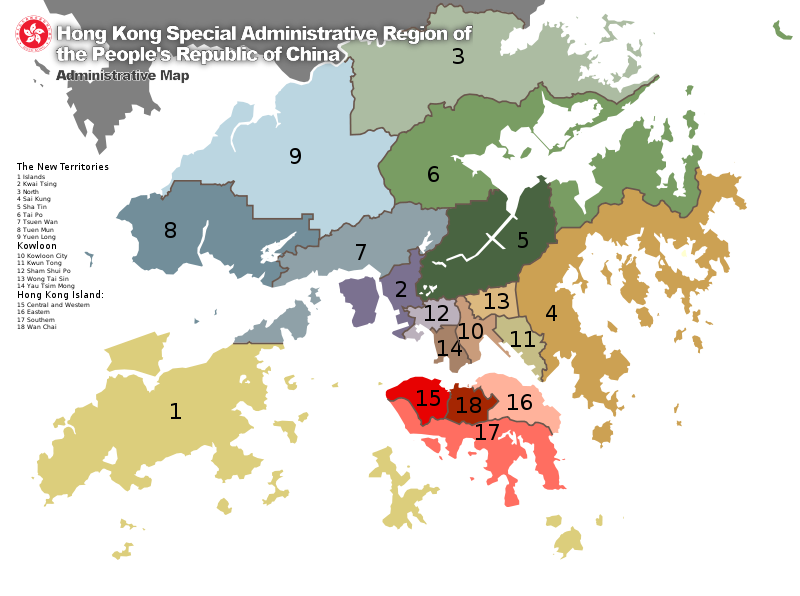 Hong Kong Special Administrative Region of
the People's Republic of China
Administrative Map
The New Territories
1 Islands
2 Kwai Tsing
3 North
4 Sai Kung
5 Sha Tin
6 Tai Po
7 Tsuen Wan
8 Tuen Mun
9 Yuen Long
Kowloon
10 Kowloon City
11 Kwun Tong
12 Sham Shui Po
13 Wong Tai Sin
14 Yau Tsim Mong
Hong Kong Island:
15 Central and Western
16 Eastern
17 Southern
18 Wan Chai
3
9
6
8
5
7
2
13
12
4
10
11
14
15
18
16
1
17